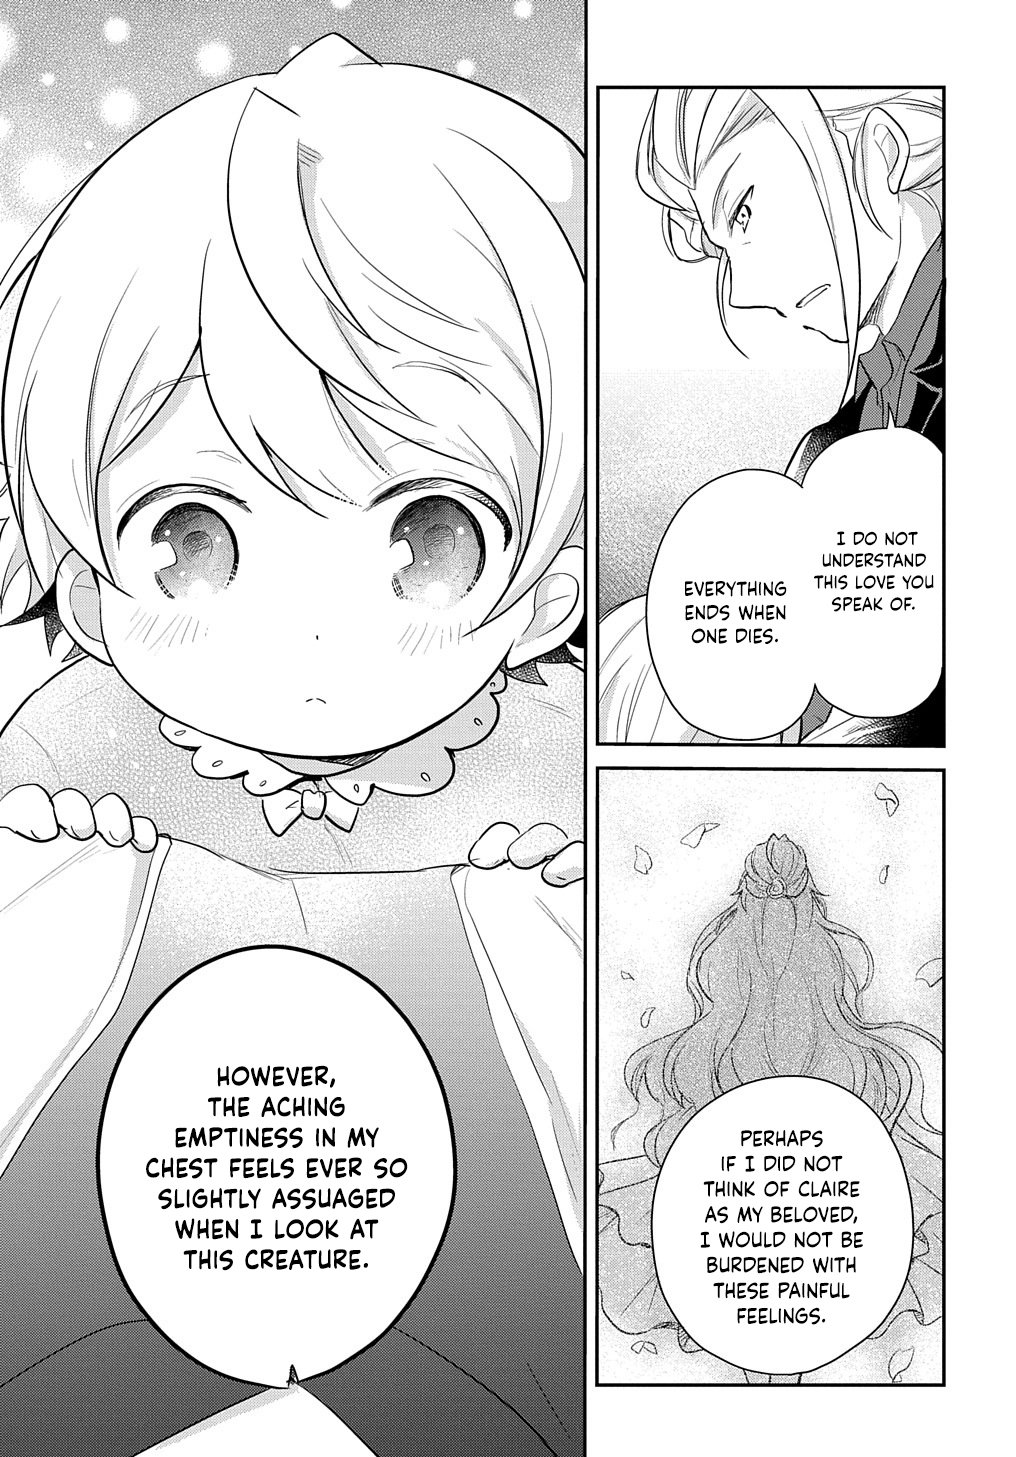 I DO NOT
UNDERSTAND
THIS LOVE YOU
SPEAK OF.
EVERYTHING
ENDS WHEN
ONE DIES.
PERHAPS
IF I DID NOT
THINK OF CLAIRE
AS MY BELOVED,
I WOULD NOT BE
BURDENED WITH
THESE PAINFUL
FEELINGS.
HOWEVER,
THE ACHING
EMPTINESS IN MY
CHEST FEELS EVER SO
SLIGHTLY ASSUAGED
WHEN I LOOK AT
THIS CREATURE.